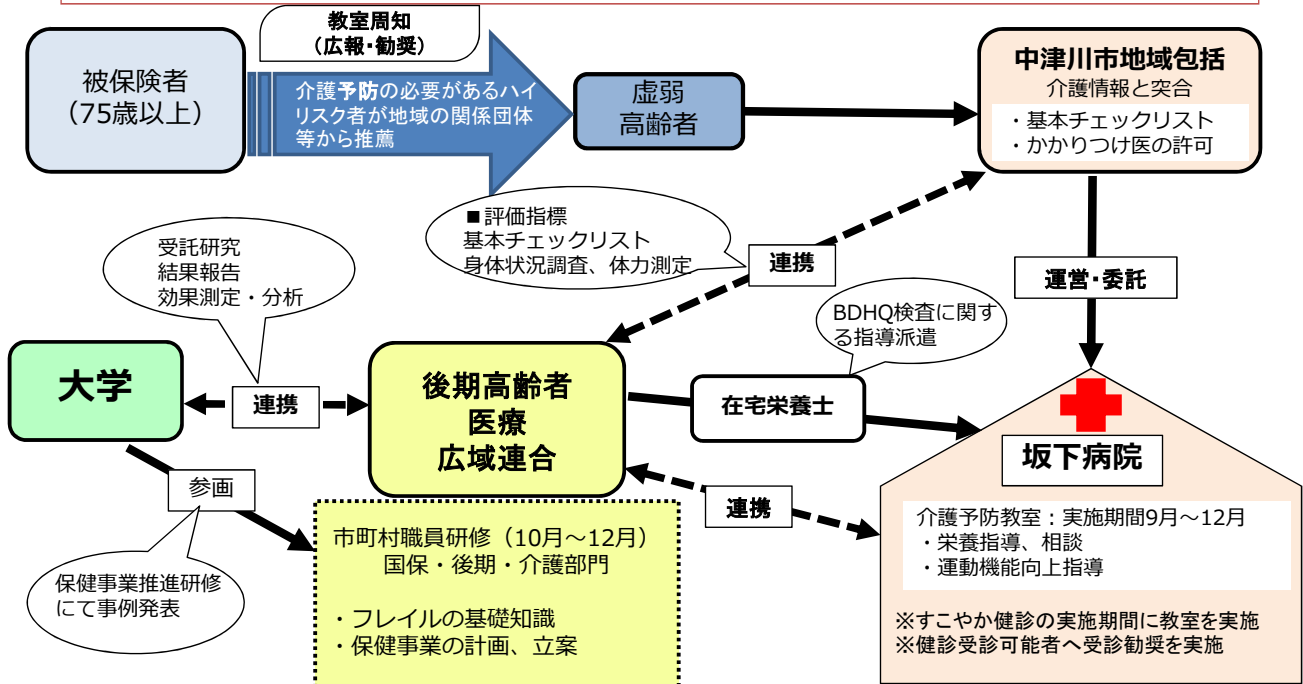 教室周知
（広報・勧奨）
被保険者
（75歳以上）
介護予防の必要があるハイ
リスク者が地域の関係団体
等から推薦
虚弱
高齢者
中津川市地域包括
介護情報と突合
・基本チェックリスト
・かかりつけ医の許可
■評価指標
基本チェックリスト
身体状況調査、体力測定
連携
運営・委託
受託研究
結果報告
効果測定・分析
BDHQ検査に関す
る指導派遣
大学
連携
後期高齢者
医療
広域連合
在宅栄養士
坂下病院
参画
連携
介護予防教室：実施期間9月～12月
・栄養指導、相談
・運動機能向上指導
市町村職員研修（10月～12月）
国保・後期・介護部門
・フレイルの基礎知識
・保健事業の計画、立案
保健事業推進研修
にて事例発表
※すこやか健診の実施期間に教室を実施
※健診受診可能者へ受診勧奨を実施